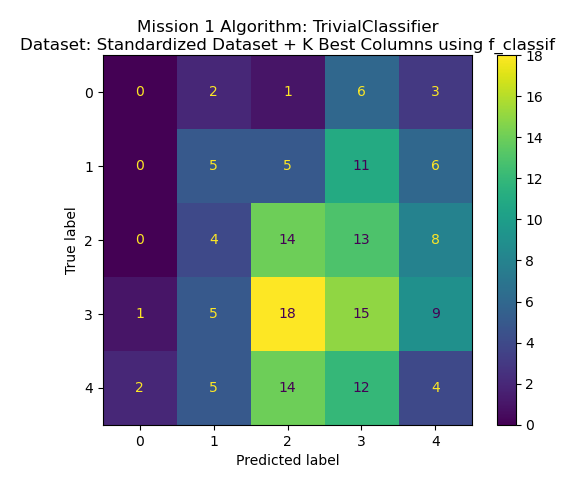 Mission 1 Algorithm: TrivialClassifier
Dataset: Standardized Dataset + K Best Columns using f_classif
0 0 2 1 6 3
1 0 5 5 11 6
2 0 4 14 13 8
3 1 5 18 15 9
4 2 5 14 12 4
0 1 2 3 4
True label
Predicted label
18
16
14
12
10
8
6
4
2
0